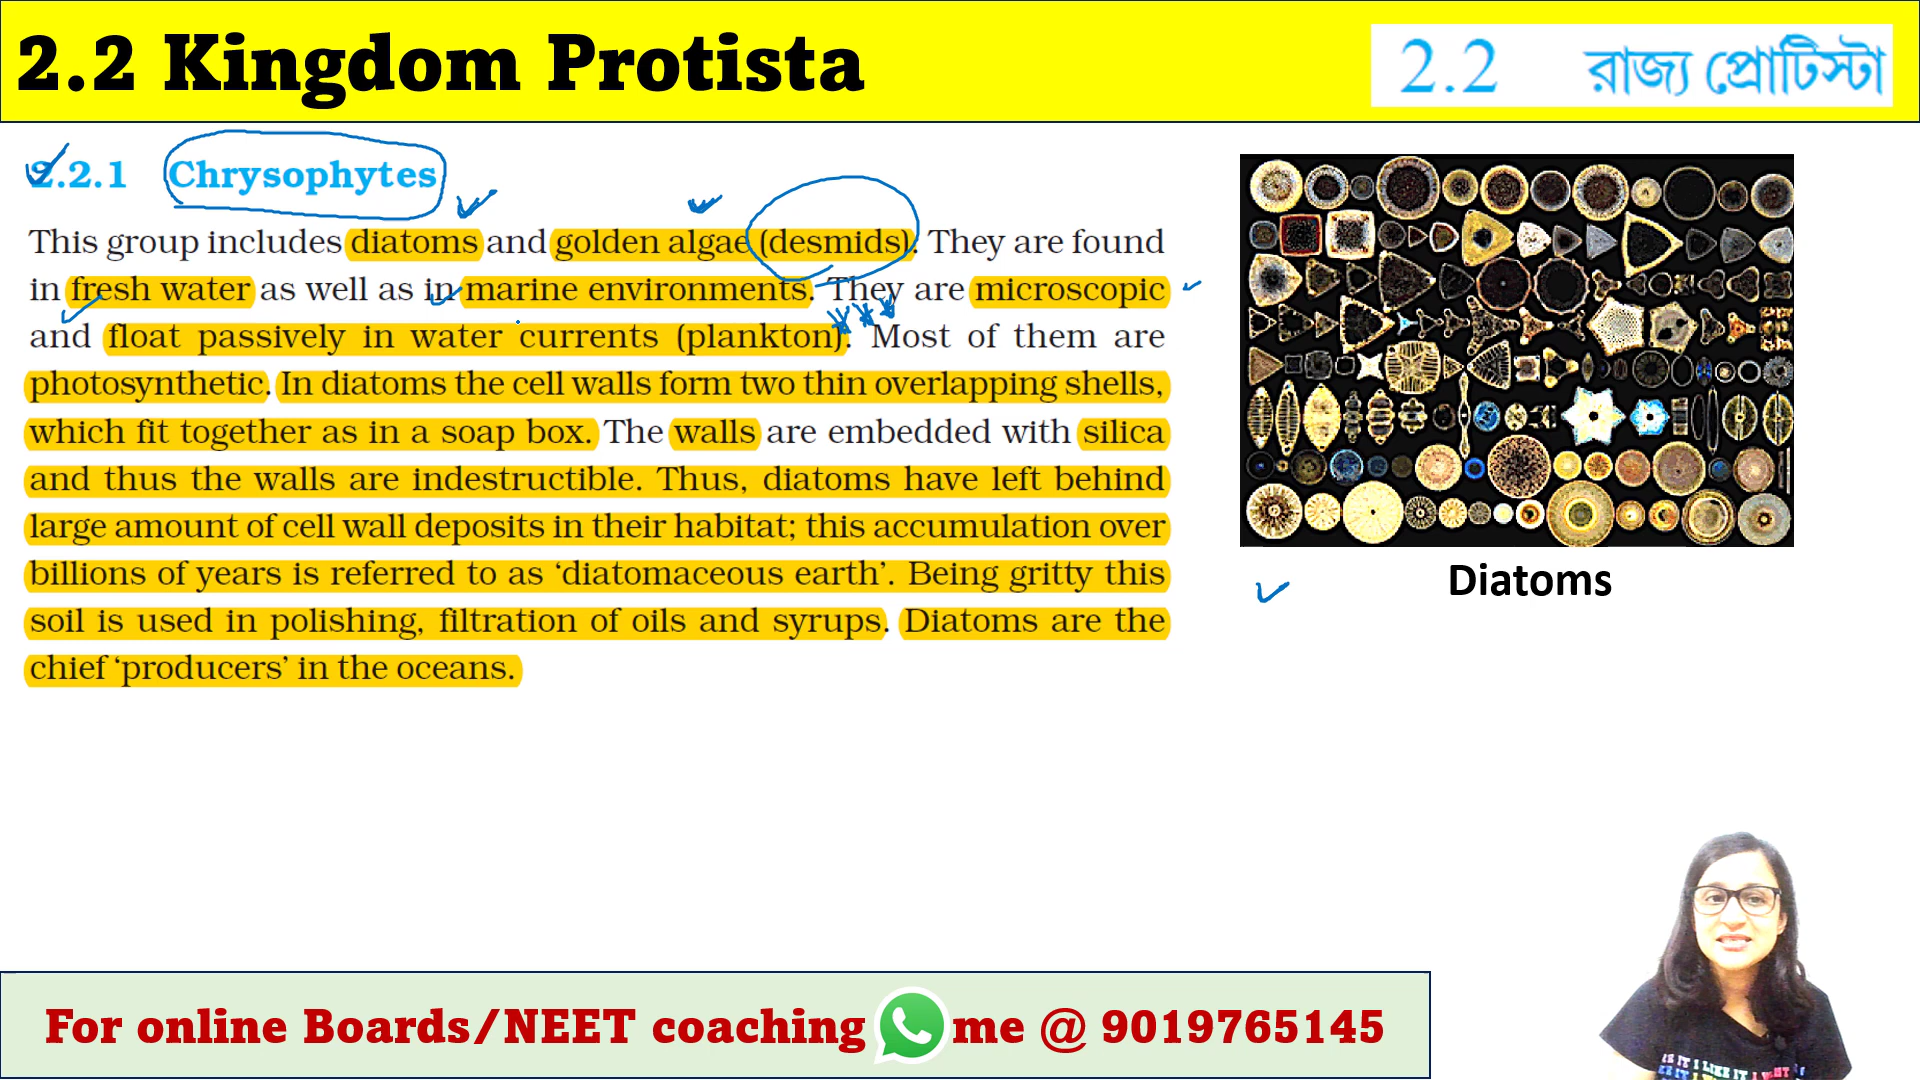 2.2 Kingdom Protista
2.2 রাজ্য প্রোটিস্টা
2.2.1 Chrysophytes
This group includes diatoms and golden algae (desmids). They are found
in fresh water as well as in marine environments. They are microscopic
and float passively in water currents (plankton). Most of them are
photosynthetic. In diatoms the cell walls form two thin overlapping shells,
which fit together as in a soap box. The walls are embedded with silica
and thus the walls are indestructible. Thus, diatoms have left behind
large amount of cell wall deposits in their habitat; this accumulation over
billions of years is referred to as ‘diatomaceous earth’. Being gritty this
soil is used in polishing, filtration of oils and syrups. Diatoms are the
chief ‘producers’ in the oceans.
Diatoms
For online Boards/NEET coaching me @ 9019765145